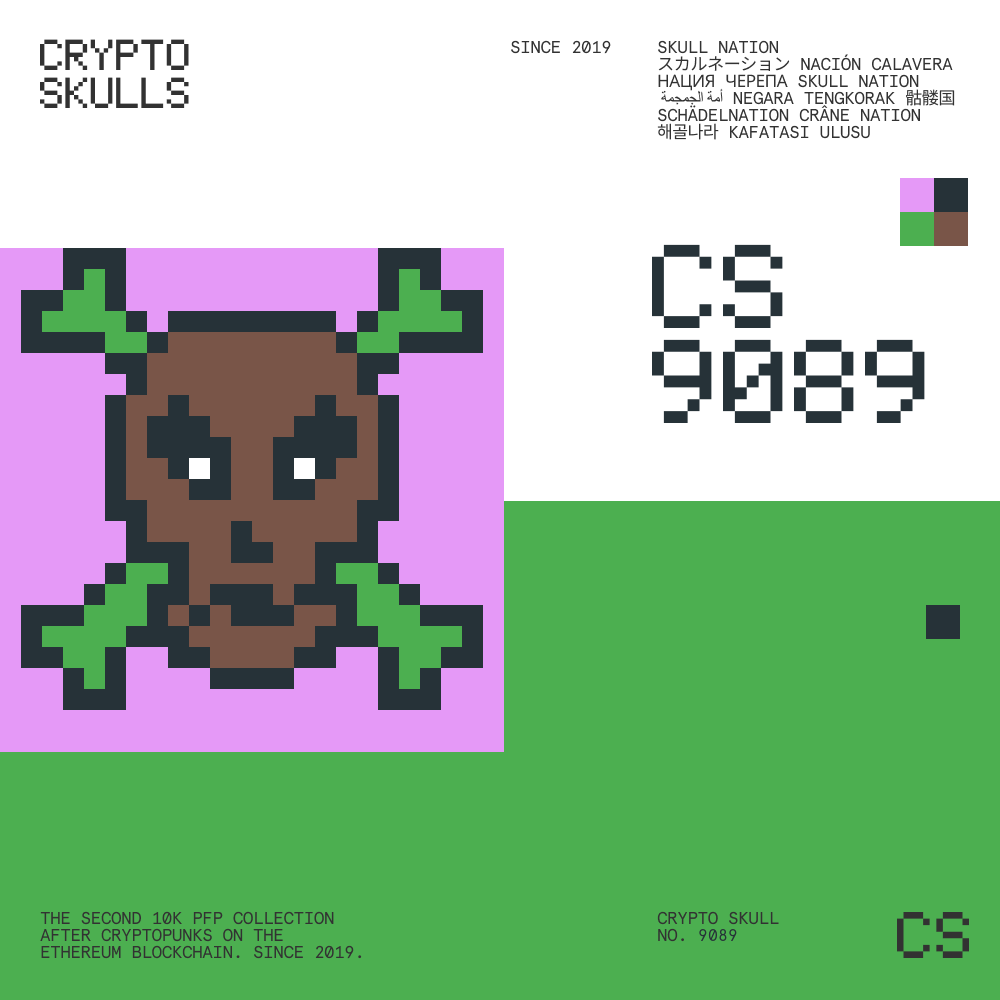 CRYPTO
SKULLS
SINCE 2019
SKULL NATION
スカルネーション NACIÓN CALAVERA
НАЦИЯ ЧЕРЕПА SKULL NATION
أمة الجمجمة NEGARA TENGKORAK 骷髅国
SCHÄDELNATION CRÂNE NATION
해골나라 KAFATASI ULUSU
CS
9089
THE SECOND 10K PFP COLLECTION
AFTER CRYPTOPUNKS ON THE
ETHEREUM BLOCKCHAIN. SINCE 2019.
CRYPTO SKULL
NO. 9089
CS